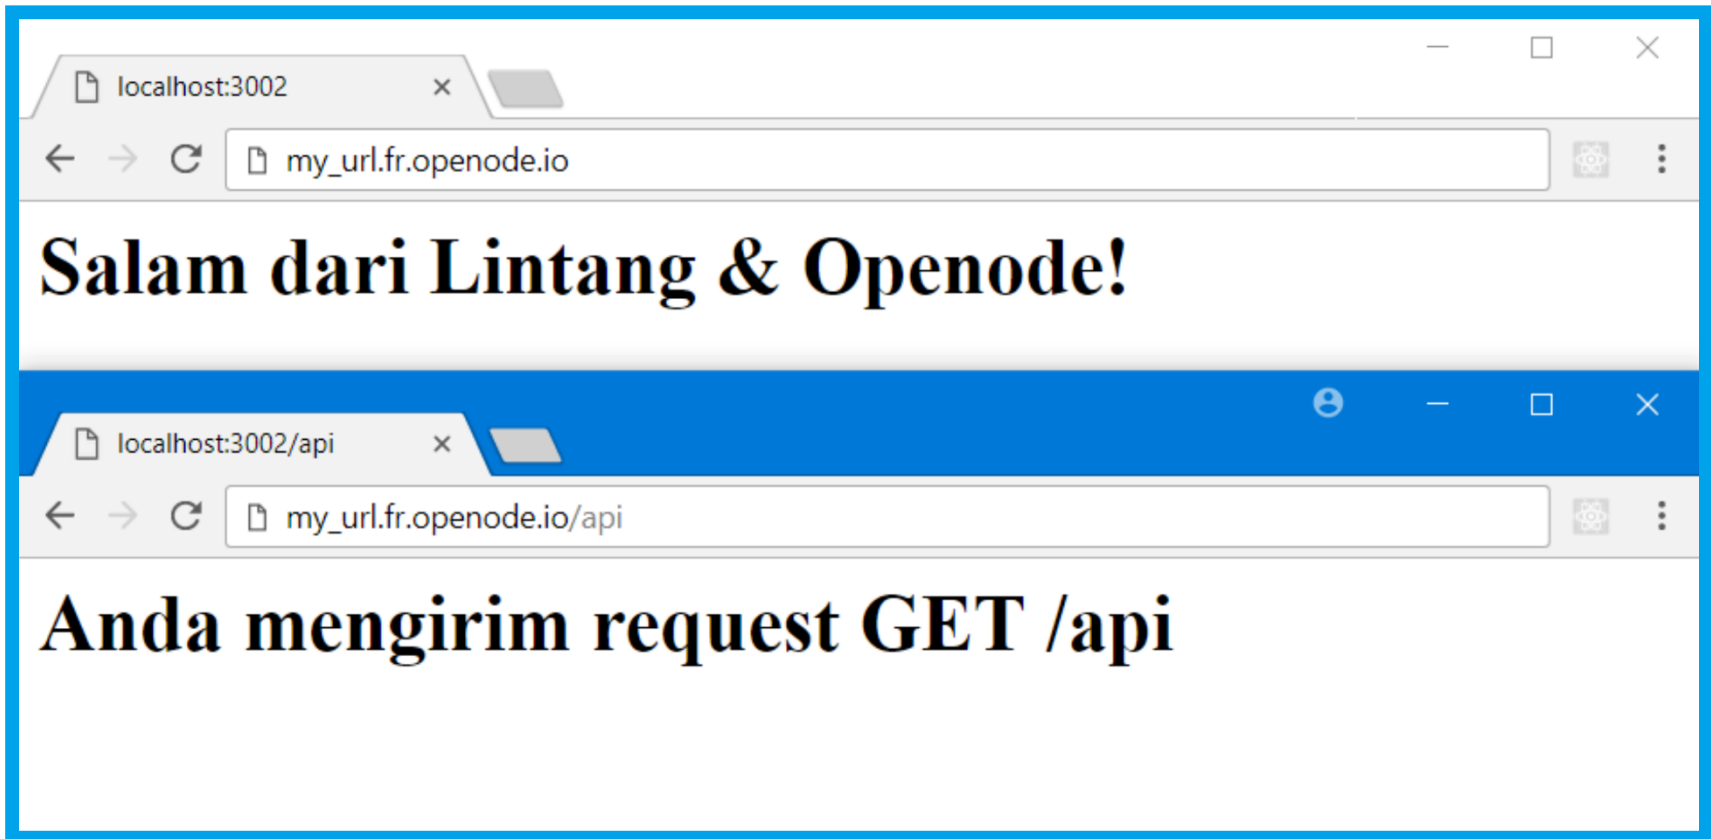 localhost:3002
my_url.fr.openode.io
Salam dari Lintang & Openode!
localhost:3002/api
my_url.fr.openode.io/api
Anda mengirim request GET /api